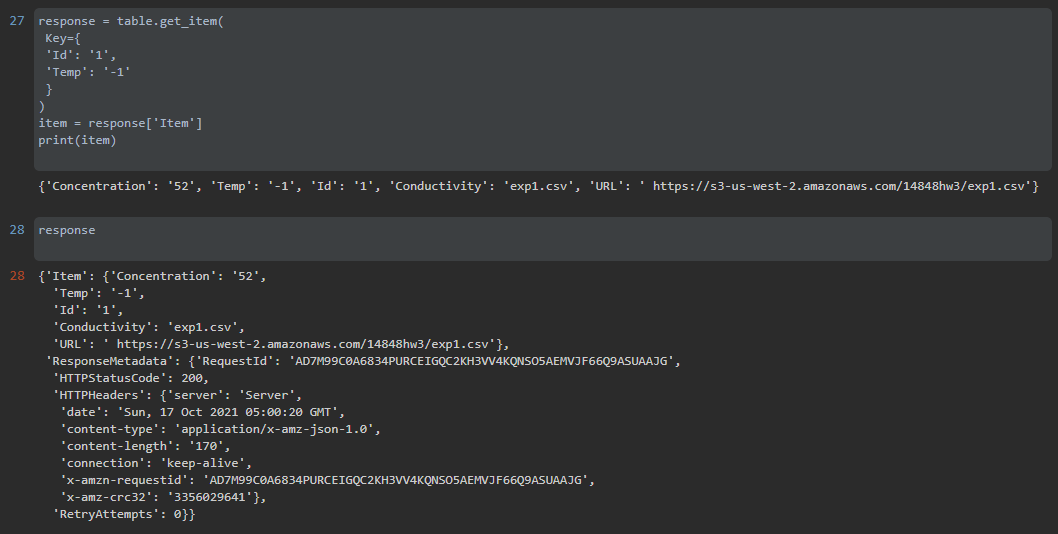 27 response = table.get_item(
Key={
'Id': '1',
'Temp': '-1'
}
)
item = response['Item']
print(item)
{'Concentration': '52', 'Temp': '-1', 'Id': '1', 'Conductivity': 'exp1.csv', 'URL': ' https://s3-us-west-2.amazonaws.com/14848hw3/exp1.csv'}
28 response
28 {'Item': {'Concentration': '52',
'Temp': '-1',
'Id': '1',
'Conductivity': 'exp1.csv',
'URL': ' https://s3-us-west-2.amazonaws.com/14848hw3/exp1.csv'},
'ResponseMetadata': {'RequestId': 'AD7M99C0A6834PURCEIGQC2KH3VV4KQNSO5AEMVJF66Q9ASUAAJG',
'HTTPStatusCode': 200,
'HTTPHeaders': {'server': 'Server',
'date': 'Sun, 17 Oct 2021 05:00:20 GMT',
'content-type': 'application/x-amz-json-1.0',
'content-length': '170',
'connection': 'keep-alive',
'x-amzn-requestid': 'AD7M99C0A6834PURCEIGQC2KH3VV4KQNSO5AEMVJF66Q9ASUAAJG',
'x-amz-crc32': '3356029641'},
'RetryAttempts': 0}}